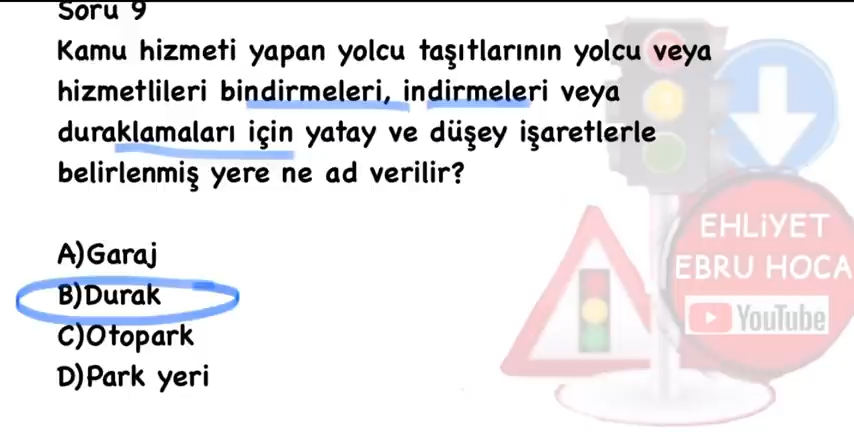 Soru 9
Kamu hizmeti yapan yolcu taşıtlarının yolcu veya
hizmetlileri bindirmeleri, indirmeleri veya
duraklamaları için yatay ve düşey işaretlerle
belirlenmiş yere ne ad verilir?
A)Garaj
B)Durak
C)Otopark
D)Park yeri
EHLİYET
EBRU HOCA
YouTube